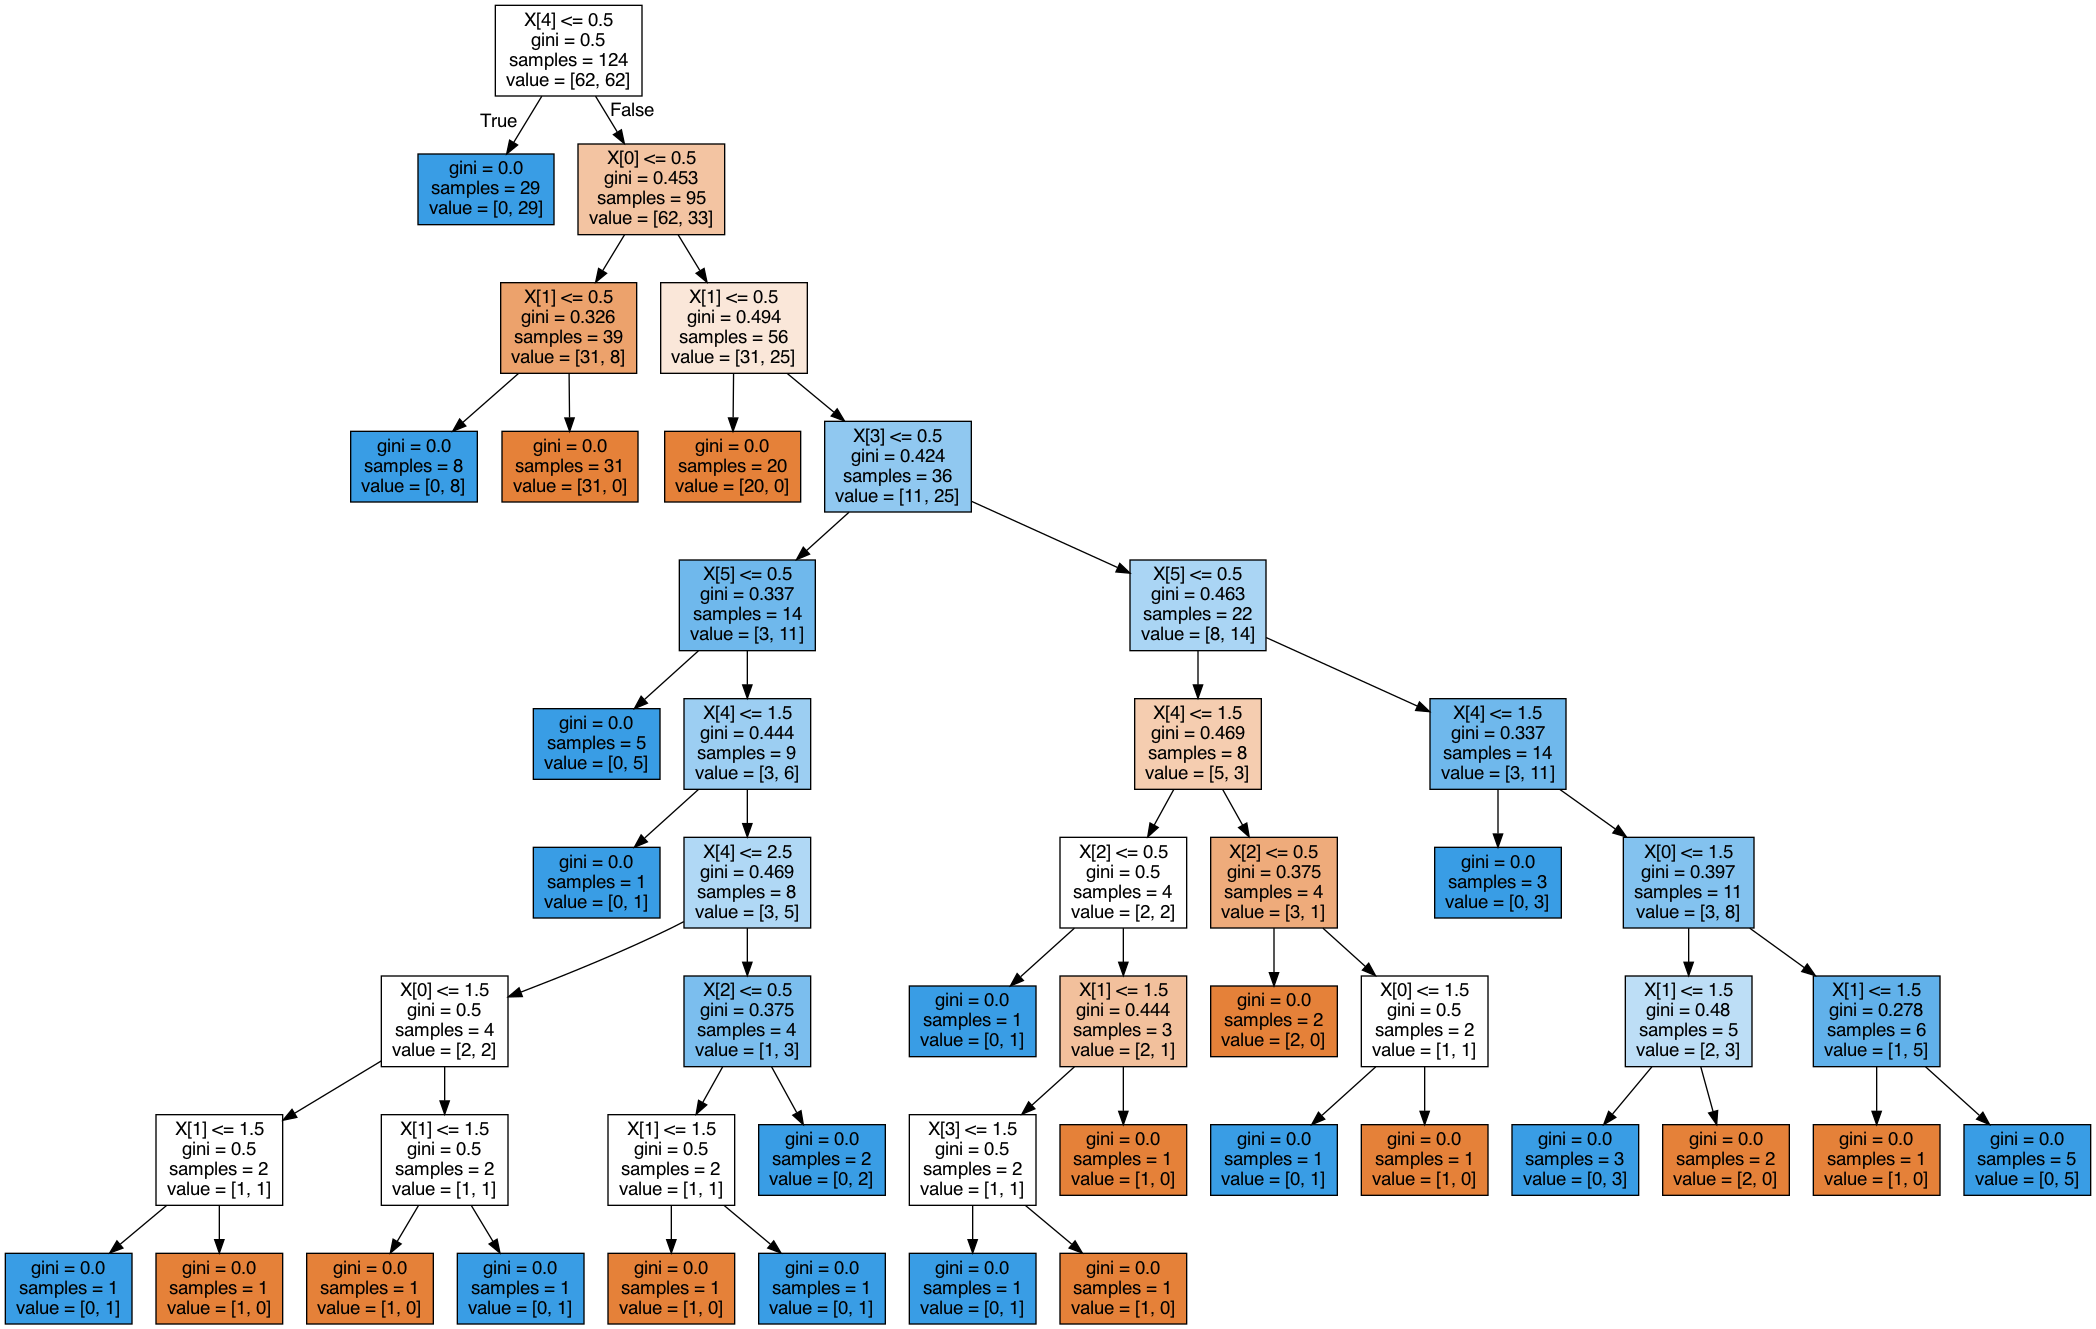 X[4] <= 0.5
gini = 0.5
samples = 124
value = [62, 62]
True
False
gini = 0.0
samples = 29
value = [0, 29]
X[0] <= 0.5
gini = 0.453
samples = 95
value = [62, 33]
X[1] <= 0.5
gini = 0.326
samples = 39
value = [31, 8]
X[1] <= 0.5
gini = 0.494
samples = 56
value = [31, 25]
gini = 0.0
samples = 8
value = [0, 8]
gini = 0.0
samples = 31
value = [31, 0]
gini = 0.0
samples = 20
value = [20, 0]
X[3] <= 0.5
gini = 0.424
samples = 36
value = [11, 25]
X[5] <= 0.5
gini = 0.337
samples = 14
value = [3, 11]
X[5] <= 0.5
gini = 0.463
samples = 22
value = [8, 14]
gini = 0.0
samples = 5
value = [0, 5]
X[4] <= 1.5
gini = 0.444
samples = 9
value = [3, 6]
X[4] <= 1.5
gini = 0.469
samples = 8
value = [5, 3]
X[4] <= 1.5
gini = 0.337
samples = 14
value = [3, 11]
gini = 0.0
samples = 1
value = [0, 1]
X[4] <= 2.5
gini = 0.469
samples = 8
value = [3, 5]
X[2] <= 0.5
gini = 0.5
samples = 4
value = [2, 2]
X[2] <= 0.5
gini = 0.375
samples = 4
value = [3, 1]
gini = 0.0
samples = 3
value = [0, 3]
X[0] <= 1.5
gini = 0.397
samples = 11
value = [3, 8]
X[0] <= 1.5
gini = 0.5
samples = 4
value = [2, 2]
X[2] <= 0.5
gini = 0.375
samples = 4
value = [1, 3]
gini = 0.0
samples = 1
value = [0, 1]
X[1] <= 1.5
gini = 0.444
samples = 3
value = [2, 1]
gini = 0.0
samples = 2
value = [2, 0]
X[0] <= 1.5
gini = 0.5
samples = 2
value = [1, 1]
X[1] <= 1.5
gini = 0.48
samples = 5
value = [2, 3]
X[1] <= 1.5
gini = 0.278
samples = 6
value = [1, 5]
X[1] <= 1.5
gini = 0.5
samples = 2
value = [1, 1]
X[1] <= 1.5
gini = 0.5
samples = 2
value = [1, 1]
X[1] <= 1.5
gini = 0.5
samples = 2
value = [1, 1]
gini = 0.0
samples = 2
value = [0, 2]
X[3] <= 1.5
gini = 0.5
samples = 2
value = [1, 1]
gini = 0.0
samples = 1
value = [1, 0]
gini = 0.0
samples = 1
value = [0, 1]
gini = 0.0
samples = 1
value = [1, 0]
gini = 0.0
samples = 3
value = [0, 3]
gini = 0.0
samples = 2
value = [2, 0]
gini = 0.0
samples = 1
value = [1, 0]
gini = 0.0
samples = 5
value = [0, 5]
gini = 0.0
samples = 1
value = [0, 1]
gini = 0.0
samples = 1
value = [1, 0]
gini = 0.0
samples = 1
value = [1, 0]
gini = 0.0
samples = 1
value = [0, 1]
gini = 0.0
samples = 1
value = [1, 0]
gini = 0.0
samples = 1
value = [0, 1]
gini = 0.0
samples = 1
value = [0, 1]
gini = 0.0
samples = 1
value = [1, 0]